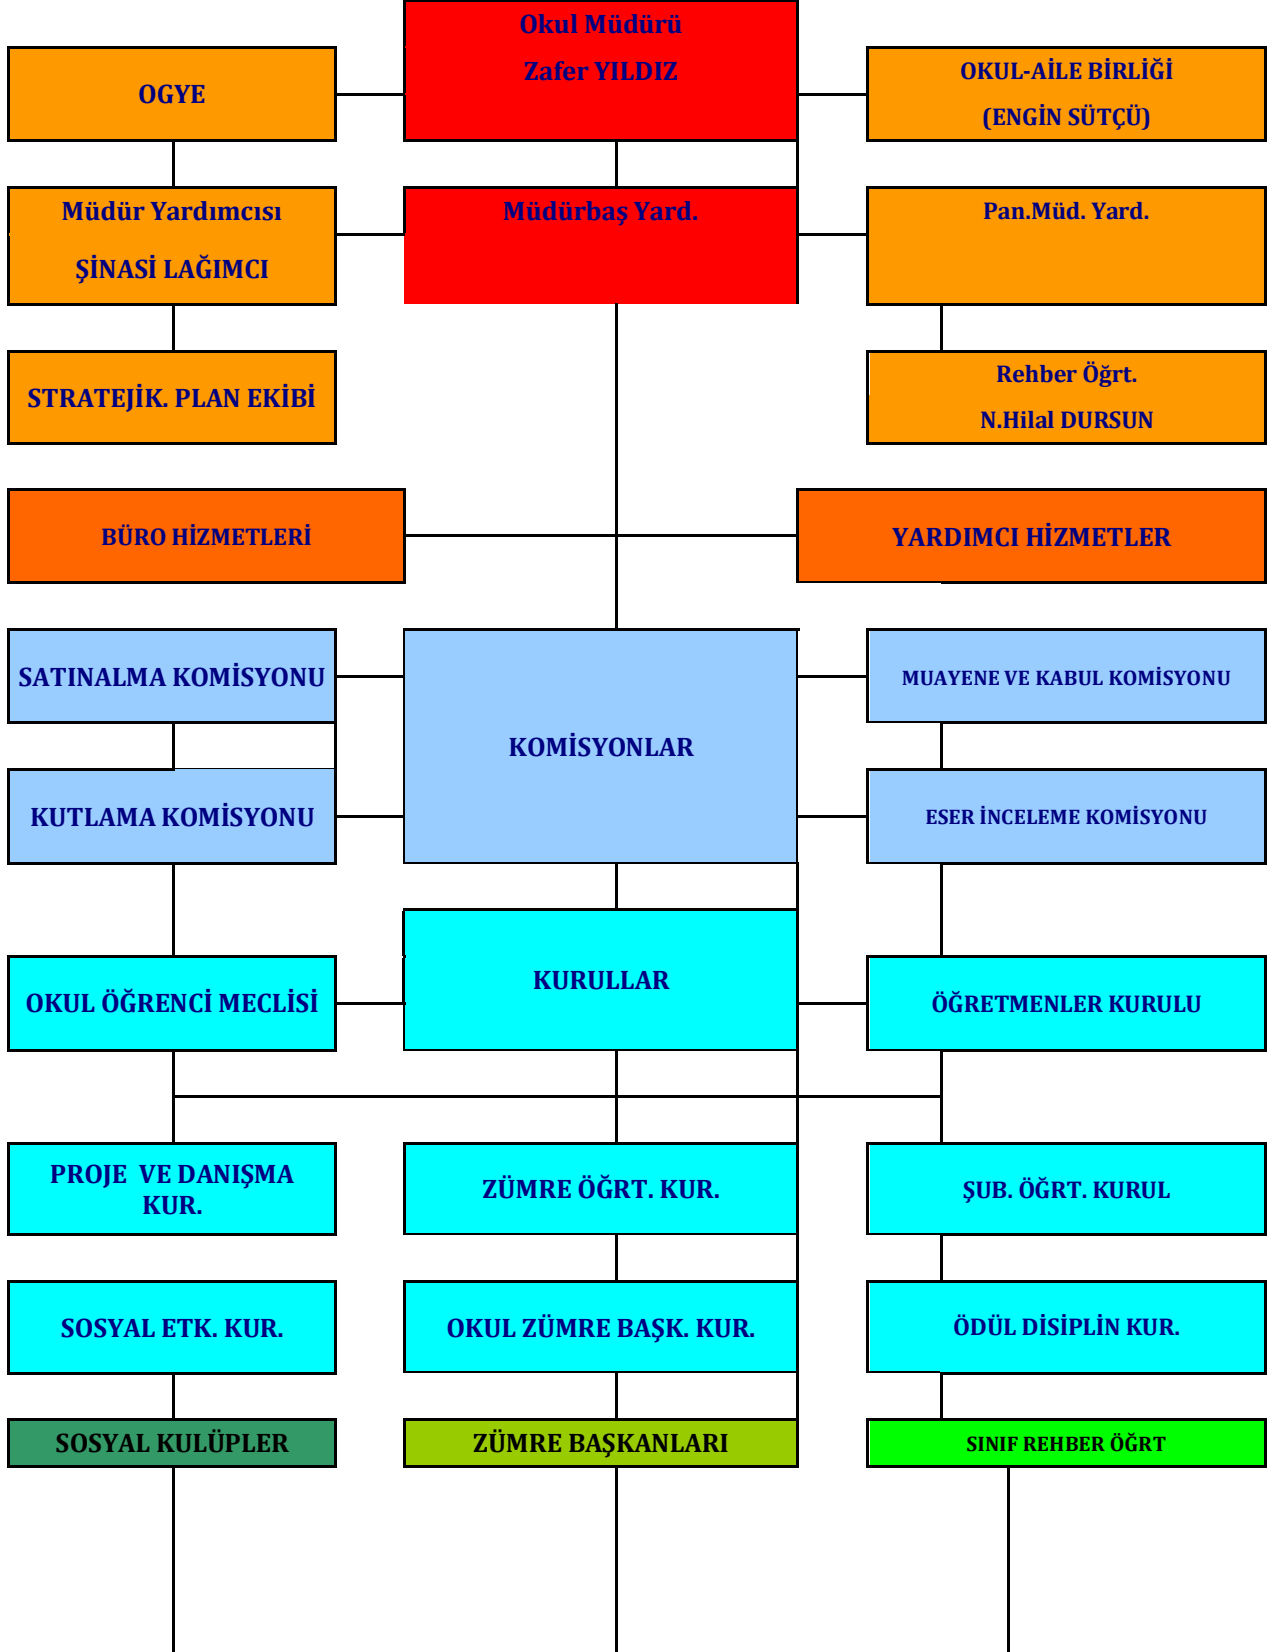 Okul Müdürü
Zafer YILDIZ
OGYE
OKUL-AİLE BİRLİĞİ
(ENGİN SÜTÇÜ)
Müdür Yardımcısı
ŞİNASİ LAĞIMCI
Müdürbaş Yard.
Pan.Müd. Yard.
STRATEJİK. PLAN EKİBİ
Rehber Öğrt.
N.Hilal DURSUN
BÜRO HİZMETLERİ
YARDIMCI HİZMETLER
SATINALMA KOMİSYONU
KOMİSYONLAR
MUAYENE VE KABUL KOMİSYONU
KUTLAMA KOMİSYONU
ESER İNCELEME KOMİSYONU
OKUL ÖĞRENCİ MECLİSİ
KURULLAR
ÖĞRETMENLER KURULU
PROJE  VE DANIŞMA
KUR.
ZÜMRE ÖĞRT. KUR.
ŞUB. ÖĞRT. KURUL
SOSYAL ETK. KUR.
OKUL ZÜMRE BAŞK. KUR.
ÖDÜL DİSİPLİN KUR.
SOSYAL KULÜPLER
ZÜMRE BAŞKANLARI
SINIF REHBER ÖĞRT